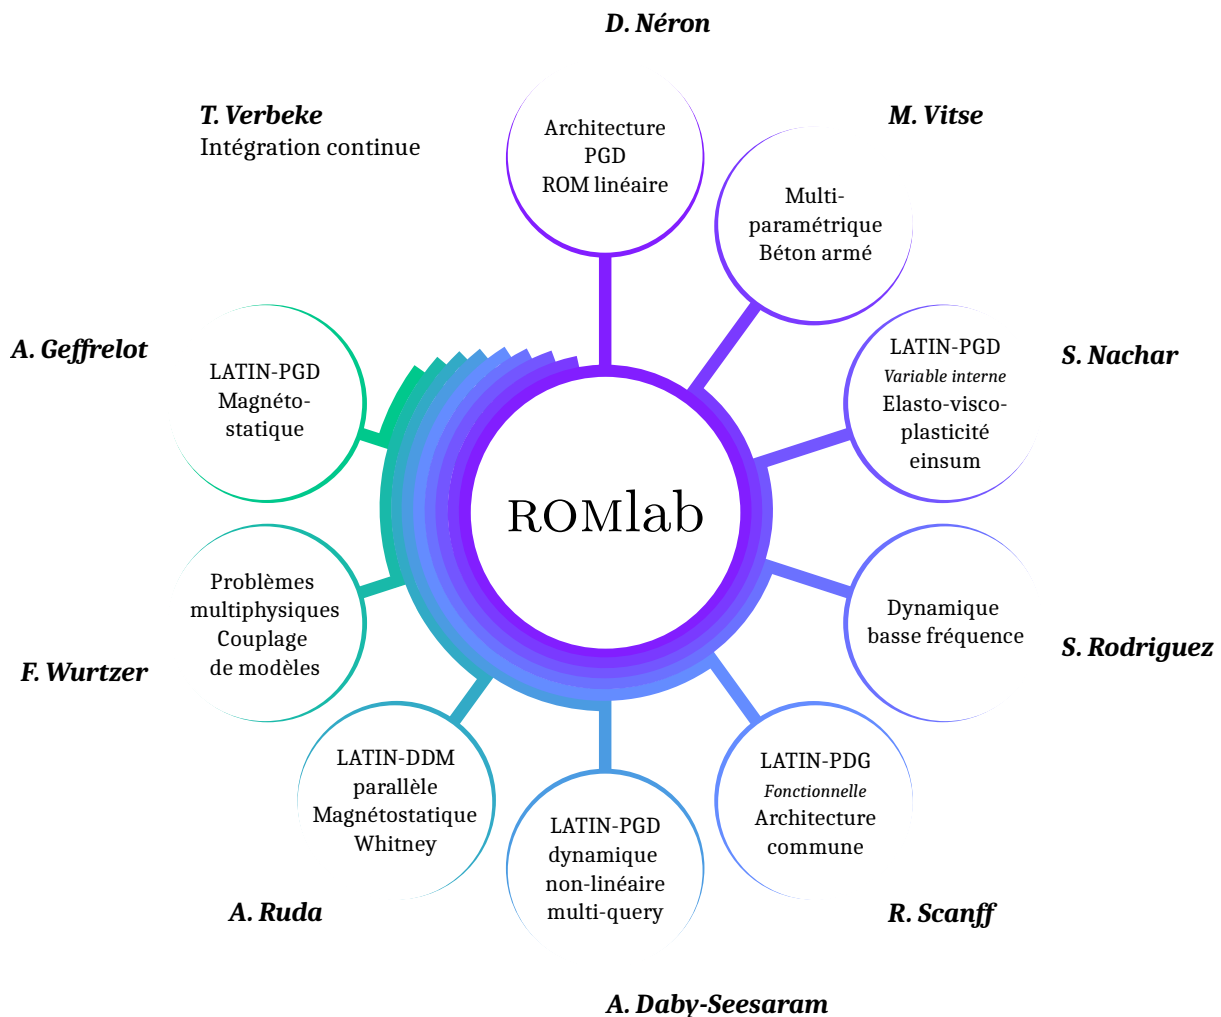 D. Néron
Architecture
PGD
ROM linéaire
T. Verbeke
Intégration continue
M. Vitse
Multi-
paramétrique
Béton armé
S. Nachar
LATIN-PGD
Variable interne
Elasto-visco-
plasticité
einsum
A. Geffrelot
LATIN-PGD
Magnéto-
statique
ROMlab
Dynamique
basse fréquence
S. Rodriguez
Problèmes
multiphysiques
Couplage
de modèles
F. Wurtzer
LATIN-PDG
Fonctionnelle
Architecture
commune
R. Scanff
LATIN-DDM
parallèle
Magnétostatique
Whitney
A. Ruda
LATIN-PGD
dynamique
non-linéaire
multi-query
A. Daby-Seesaram